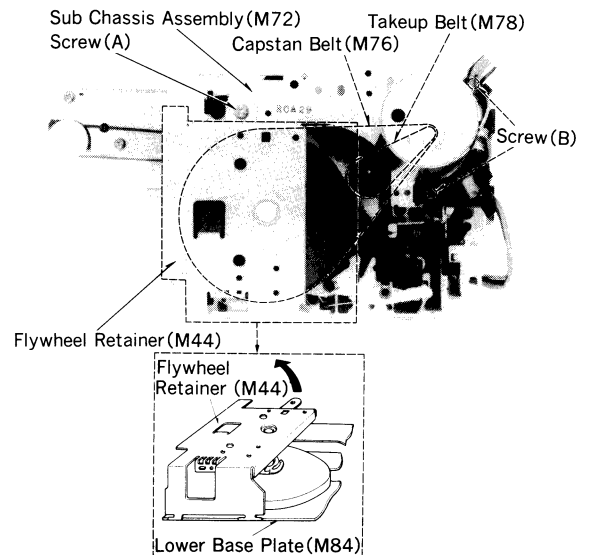 Sub Chassis Assembly(M72)
Screw(A)
Takeup Belt(M78)
Capstan Belt(M76)
Screw(B)
Flywheel Retainer(M44)
Flywheel
Retainer (M44)
Lower Base Plate(M84)